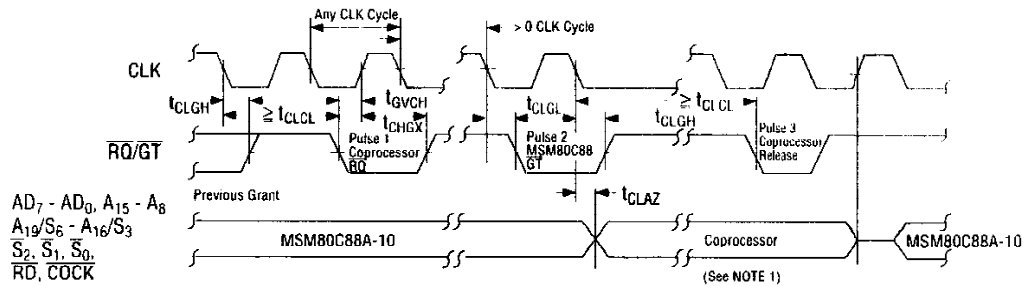 Any CLK Cycle
> 0 CLK Cycle
CLK
tCLGH
≧ tCLCL
tGVCH
tCHGX
tCLGL
tCLGH
≧ tCLCL
RQ/GT
Pulse 1
Coprocessor
RQ
Pulse 2
MSM80C88
GT
Pulse 3
Coprocessor
Release
Previous Grant
tCLAZ
AD7 - AD0, A15 - A8
A19/S6 - A16/S3
S2, S1, S0,
RD, COCK
MSM80C88A-10
Coprocessor
MSM80C88A-10
(See NOTE 1)